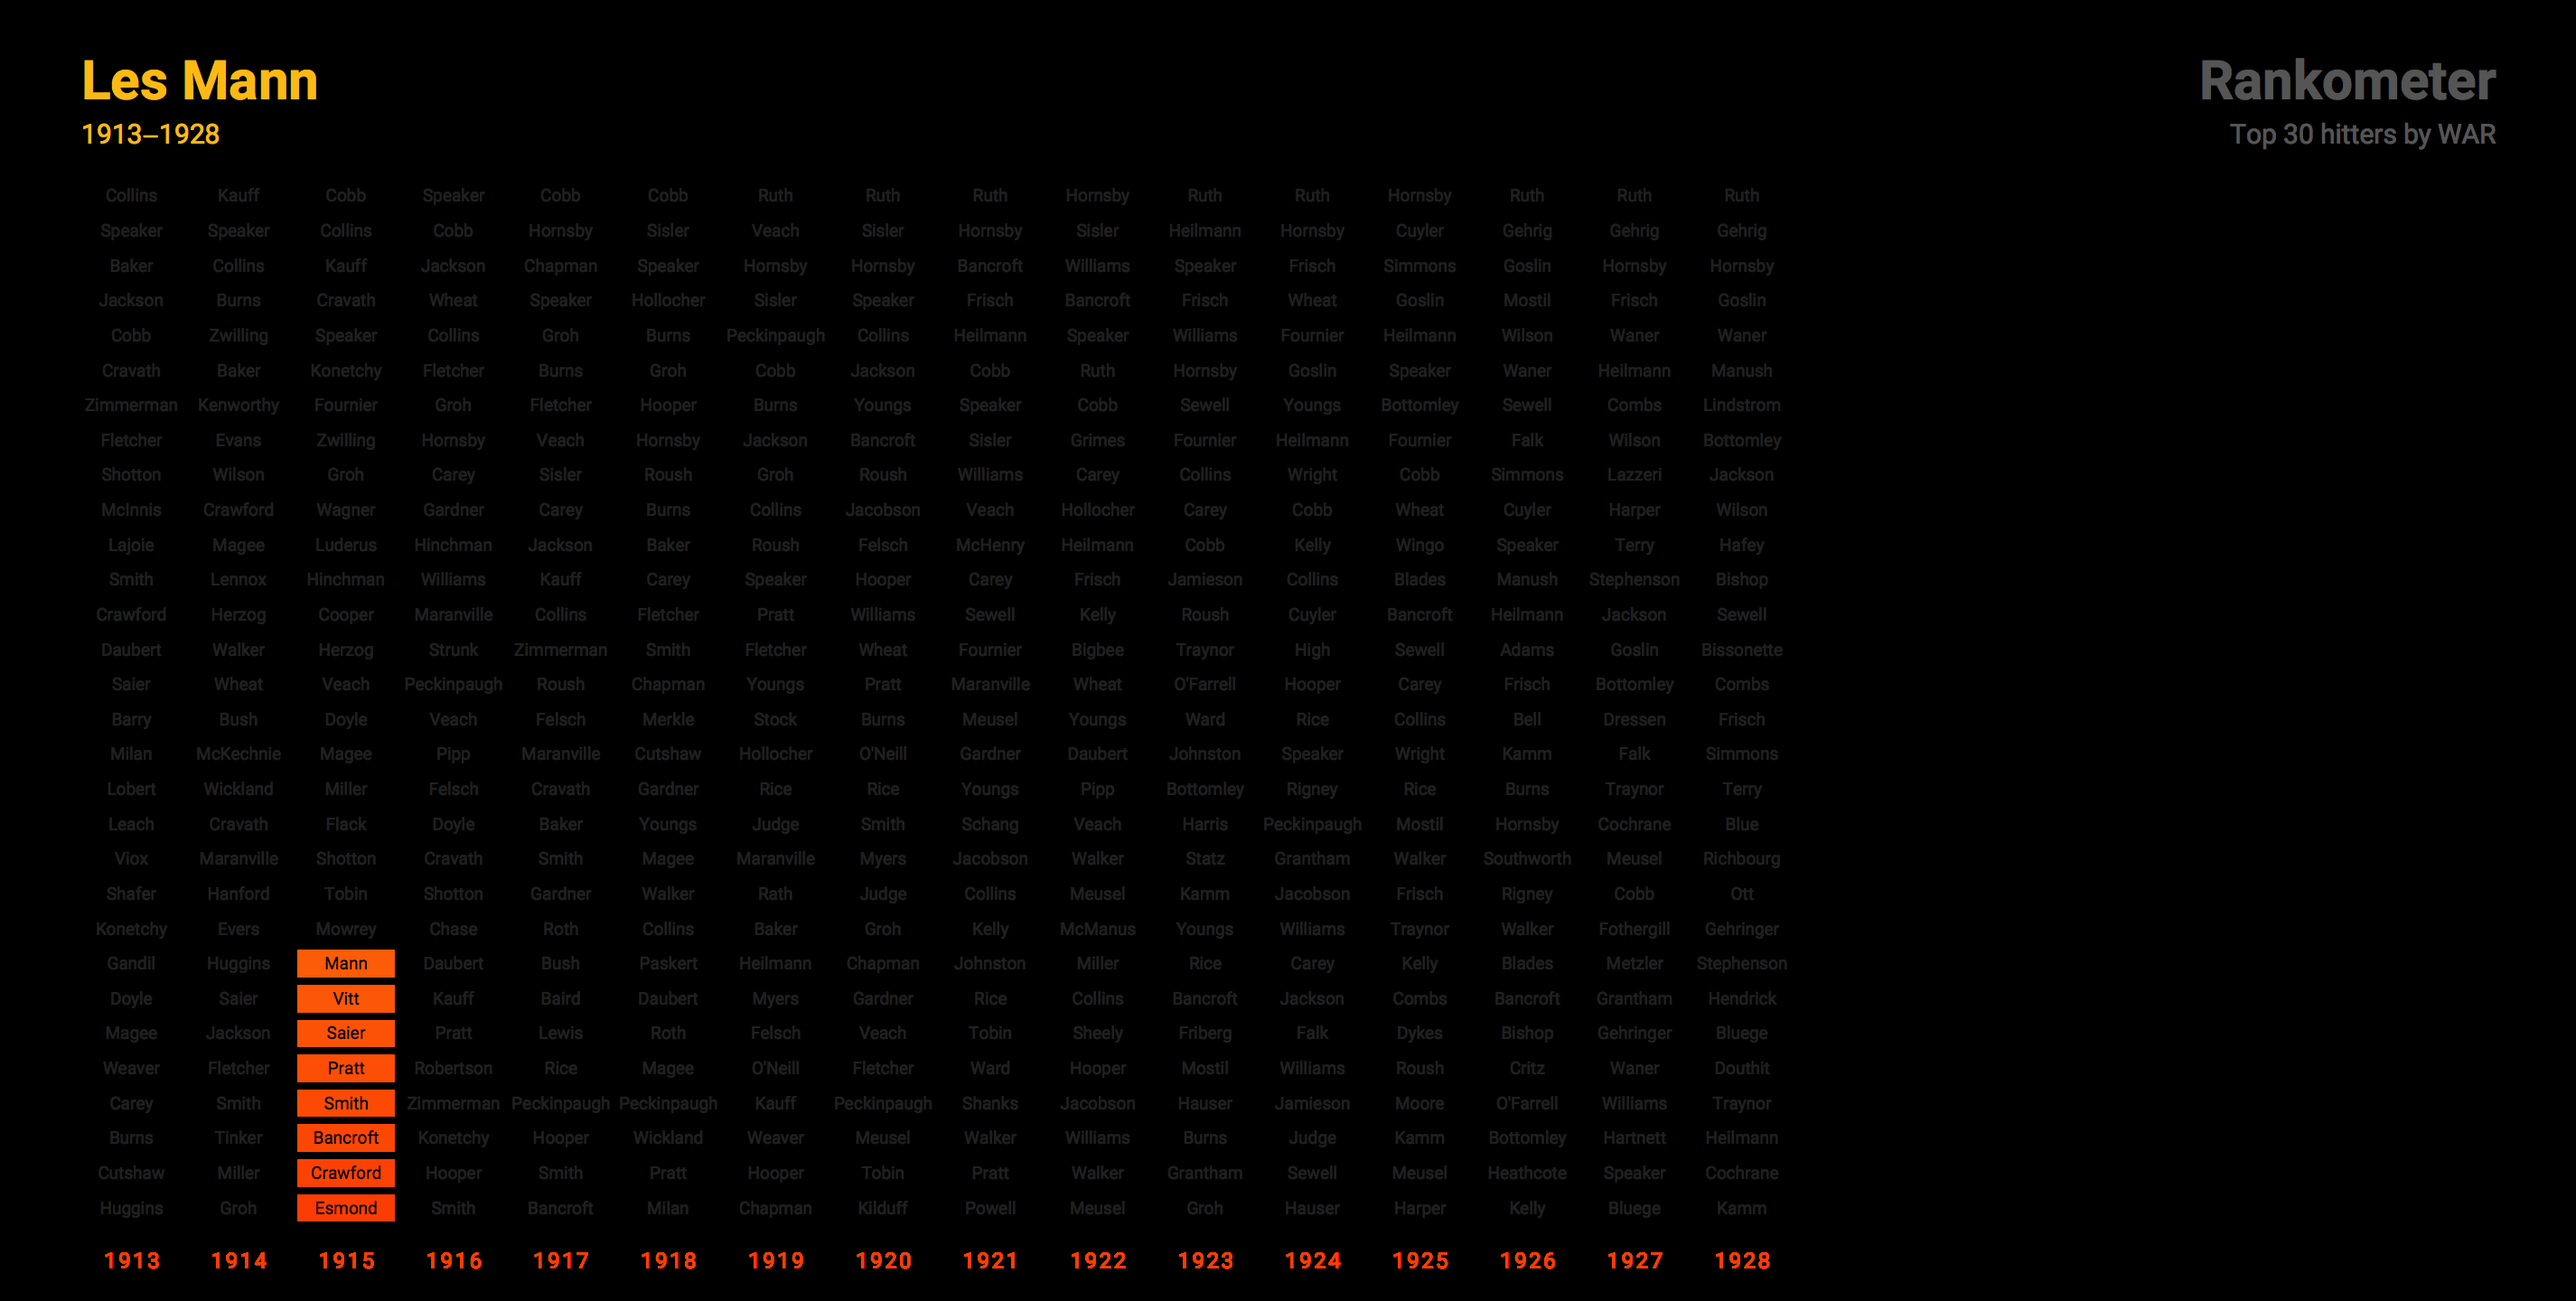 Les Mann
1913–1928
Rankometer
Top 30 hitters by WAR
Collins Kauff Cobb Speaker Cobb Cobb Ruth Ruth Ruth Hornsby Ruth Ruth Hornsby Ruth Ruth Ruth
Speaker Speaker Collins Cobb Hornsby Sisler Veach Sisler Hornsby Sisler Heilmann Hornsby Cuyler Gehrig Gehrig Gehrig
Baker Collins Kauff Jackson Chapman Speaker Hornsby Hornsby Bancroft Williams Speaker Frisch Simmons Goslin Hornsby Hornsby
Jackson Burns Cravath Wheat Speaker Hollocher Sisler Speaker Frisch Bancroft Frisch Wheat Goslin Mostil Frisch Goslin
Cobb Zwilling Speaker Collins Groh Burns Peckinpaugh Collins Heilmann Speaker Williams Fournier Heilmann Wilson Waner Waner
Cravath Baker Konetchy Fletcher Burns Groh Cobb Jackson Cobb Ruth Hornsby Goslin Speaker Waner Heilmann Manush
Zimmerman Kenworthy Fournier Groh Fletcher Hooper Burns Youngs Speaker Cobb Sewell Youngs Bottomley Sewell Combs Lindstrom
Fletcher Evans Zwilling Hornsby Veach Hornsby Jackson Bancroft Sisler Grimes Fournier Heilmann Fournier Falk Wilson Bottomley
Shotton Wilson Groh Carey Sisler Roush Groh Roush Williams Carey Collins Wright Cobb Simmons Lazzeri Jackson
McInnis Crawford Wagner Gardner Carey Burns Collins Jacobson Veach Hollocher Carey Cobb Wheat Cuyler Harper Wilson
Lajoie Magee Luderus Hinchman Jackson Baker Roush Felsch McHenry Heilmann Cobb Kelly Wingo Speaker Terry Hafey
Smith Lennox Hinchman Williams Kauff Carey Speaker Hooper Carey Frisch Jamieson Collins Blades Manush Stephenson Bishop
Crawford Herzog Cooper Maranville Collins Fletcher Pratt Williams Sewell Kelly Roush Cuyler Bancroft Heilmann Jackson Sewell
Daubert Walker Herzog Strunk Zimmerman Smith Fletcher Wheat Fournier Bigbee Traynor High Sewell Adams Goslin Bissonette
Saier Wheat Veach Peckinpaugh Roush Chapman Youngs Pratt Maranville Wheat O'Farrell Hooper Carey Frisch Bottomley Combs
Barry Bush Doyle Veach Felsch Merkle Stock Burns Meusel Youngs Ward Rice Collins Bell Dressen Frisch
Milan McKechnie Magee Pipp Maranville Cutshaw Hollocher O'Neill Gardner Daubert Johnston Speaker Wright Kamm Falk Simmons
Lobert Wickland Miller Felsch Cravath Gardner Rice Rice Youngs Pipp Bottomley Rigney Rice Burns Traynor Terry
Leach Cravath Flack Doyle Baker Youngs Judge Smith Schang Veach Harris Peckinpaugh Mostil Hornsby Cochrane Blue
Viox Maranville Shotton Cravath Smith Magee Maranville Myers Jacobson Walker Statz Grantham Walker Southworth Meusel Richbourg
Shafer Hanford Tobin Shotton Gardner Walker Rath Judge Collins Meusel Kamm Jacobson Frisch Rigney Cobb Ott
Konetchy Evers Mowrey Chase Roth Collins Baker Groh Kelly McManus Youngs Williams Traynor Walker Fothergill Gehringer
Gandil Huggins Mann Daubert Bush Paskert Heilmann Chapman Johnston Miller Rice Carey Kelly Blades Metzler Stephenson
Doyle Saier Vitt Kauff Baird Daubert Myers Gardner Rice Collins Bancroft Jackson Combs Bancroft Grantham Hendrick
Magee Jackson Saier Pratt Lewis Roth Felsch Veach Tobin Sheely Friberg Falk Dykes Bishop Gehringer Bluege
Weaver Fletcher Pratt Robertson Rice Magee O'Neill Fletcher Ward Hooper Mostil Williams Roush Critz Waner Douthit
Carey Smith Smith Zimmerman Peckinpaugh Peckinpaugh Kauff Peckinpaugh Shanks Jacobson Hauser Jamieson Moore O'Farrell Williams Traynor
Burns Tinker Bancroft Konetchy Hooper Wickland Weaver Meusel Walker Williams Burns Judge Kamm Bottomley Hartnett Heilmann
Cutshaw Miller Crawford Hooper Smith Pratt Hooper Tobin Pratt Walker Grantham Sewell Meusel Heathcote Speaker Cochrane
Huggins Groh Esmond Smith Bancroft Milan Chapman Kilduff Powell Meusel Groh Hauser Harper Kelly Bluege Kamm
1913 1914 1915 1916 1917 1918 1919 1920 1921 1922 1923 1924 1925 1926 1927 1928